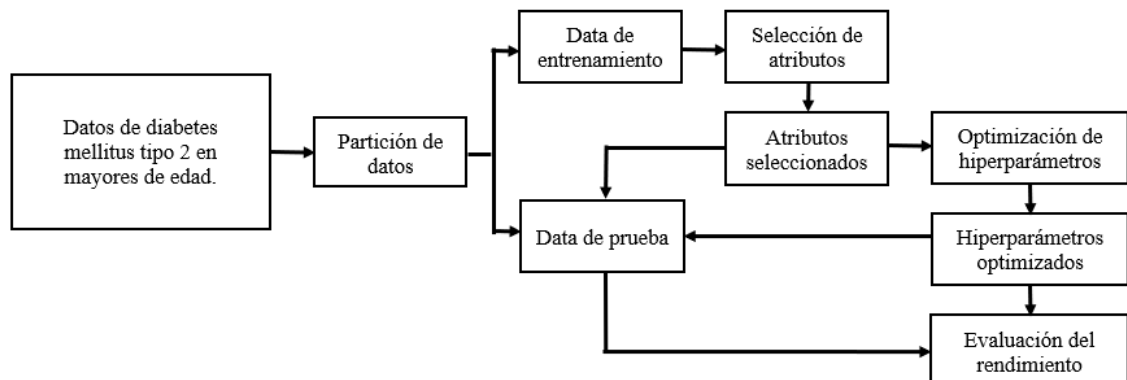 Datos de diabetes
mellitus tipo 2 en
mayores de edad.
Partición de
datos
Data de
entrenamiento
Selección de
atributos
Atributos
seleccionados
Optimización de
hiperparámetros
Data de prueba
Hiperparámetros
optimizados
Evaluación del
rendimiento